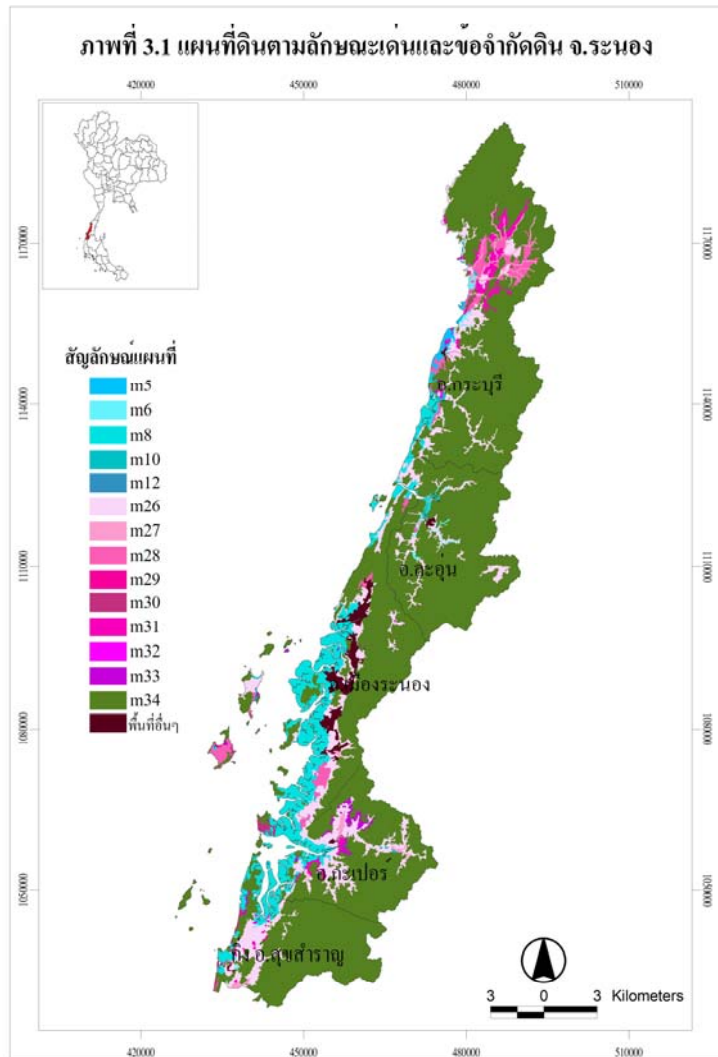 ภาพที่ 3.1 แผนที่ดินตามลักษณะเด่นและข้อจำกัดดิน จ.ระนอง
420000 450000 480000 510000
1170000 1170000
สัญลักษณ์แผนที่
m5
m6
m8
m10
m12
m26
m27
m28
m29
m30
m31
m32
m33
m34
พื้นที่อื่นๆ
อ.กระบุรี
1140000 1140000
1110000 1110000
อ.ละอุ่น
อ.เมืองระนอง
1080000 1080000
อ.กะเปอร์
1050000 1050000
กิ่ง อ.สุขสำราญ
3 0 3 Kilometers
420000 450000 480000 510000